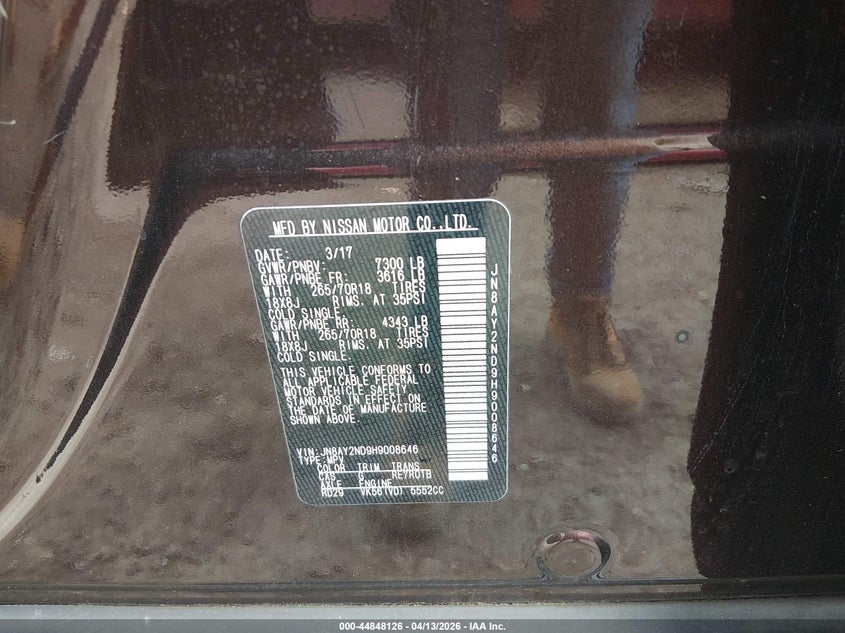 MFD BY NISSAN MOTOR CO.,LTD.
DATE: 3/17
GVWR/PNBV: 7300 LB
GAWR/PNBE FR: 3616 LB
WITH 265/70R18 TIRES
18X8J RIMS. AT 35PSI
COLD SINGLE.
GAWR/PNBE RR: 4343 LB
WITH 265/70R18 TIRES
18X8J RIMS. AT 35PSI
COLD SINGLE.
THIS VEHICLE CONFORMS TO
ALL APPLICABLE FEDERAL
MOTOR VEHICLE SAFETY
STANDARDS IN EFFECT ON
THE DATE OF MANUFACTURE
SHOWN ABOVE.
VIN:JN8AY2ND9H9008646
TYPE:MPV
COLOR TRIM TRANS
CAS G RE7R01B
AXLE ENGINE
RD29 VK56(VD) 5552CC
JN8AY2ND9H9008646
000-44848126 - 04/13/2026 - IAA Inc.